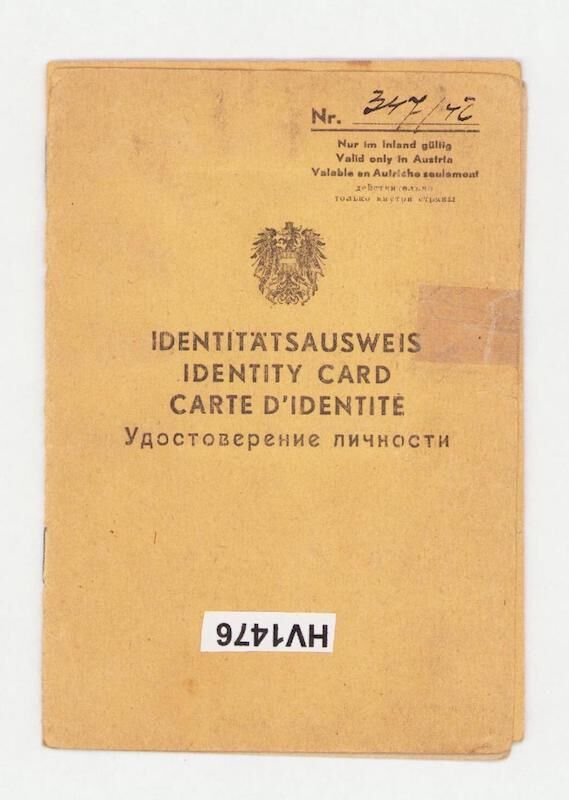 Nr. 347/46
Nur im Inland gültig
Valid only in Austria
Valable en Autriche seulement
действительно
только внутри страны
IDENTITÄTSAUSWEIS
IDENTITY CARD
CARTE D'IDENTITÉ
Удостоверение личности
HV1476